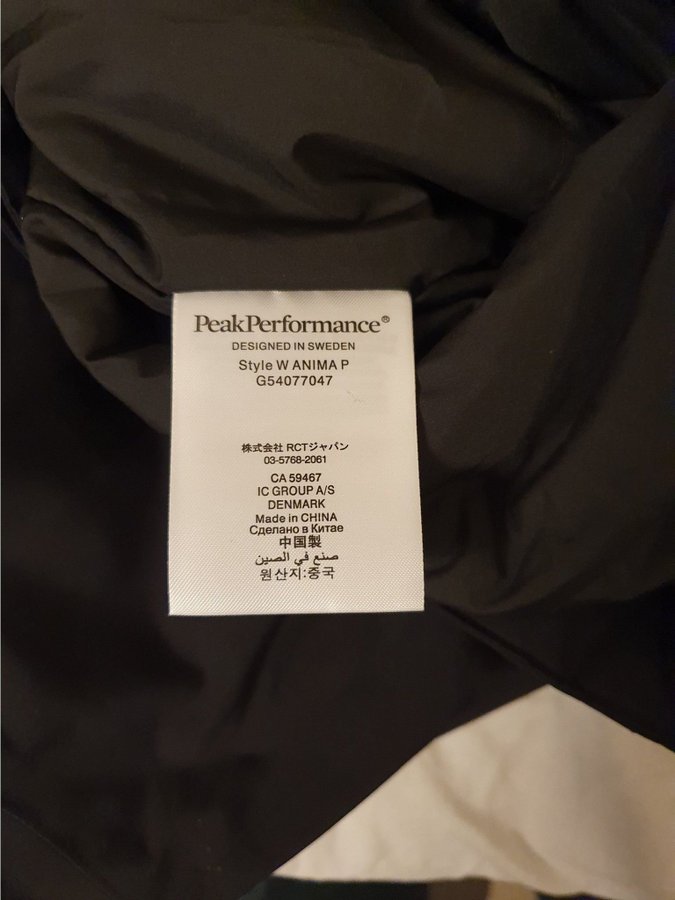 PeakPerformance®
DESIGNED IN SWEDEN
Style W ANIMA P
G54077047
株式会社 RCTジャパン
03-5768-2061
CA 59467
IC GROUP A/S
DENMARK
Made in CHINA
Сделано в Китае
中国製
صنع في الصين
원산지:중국